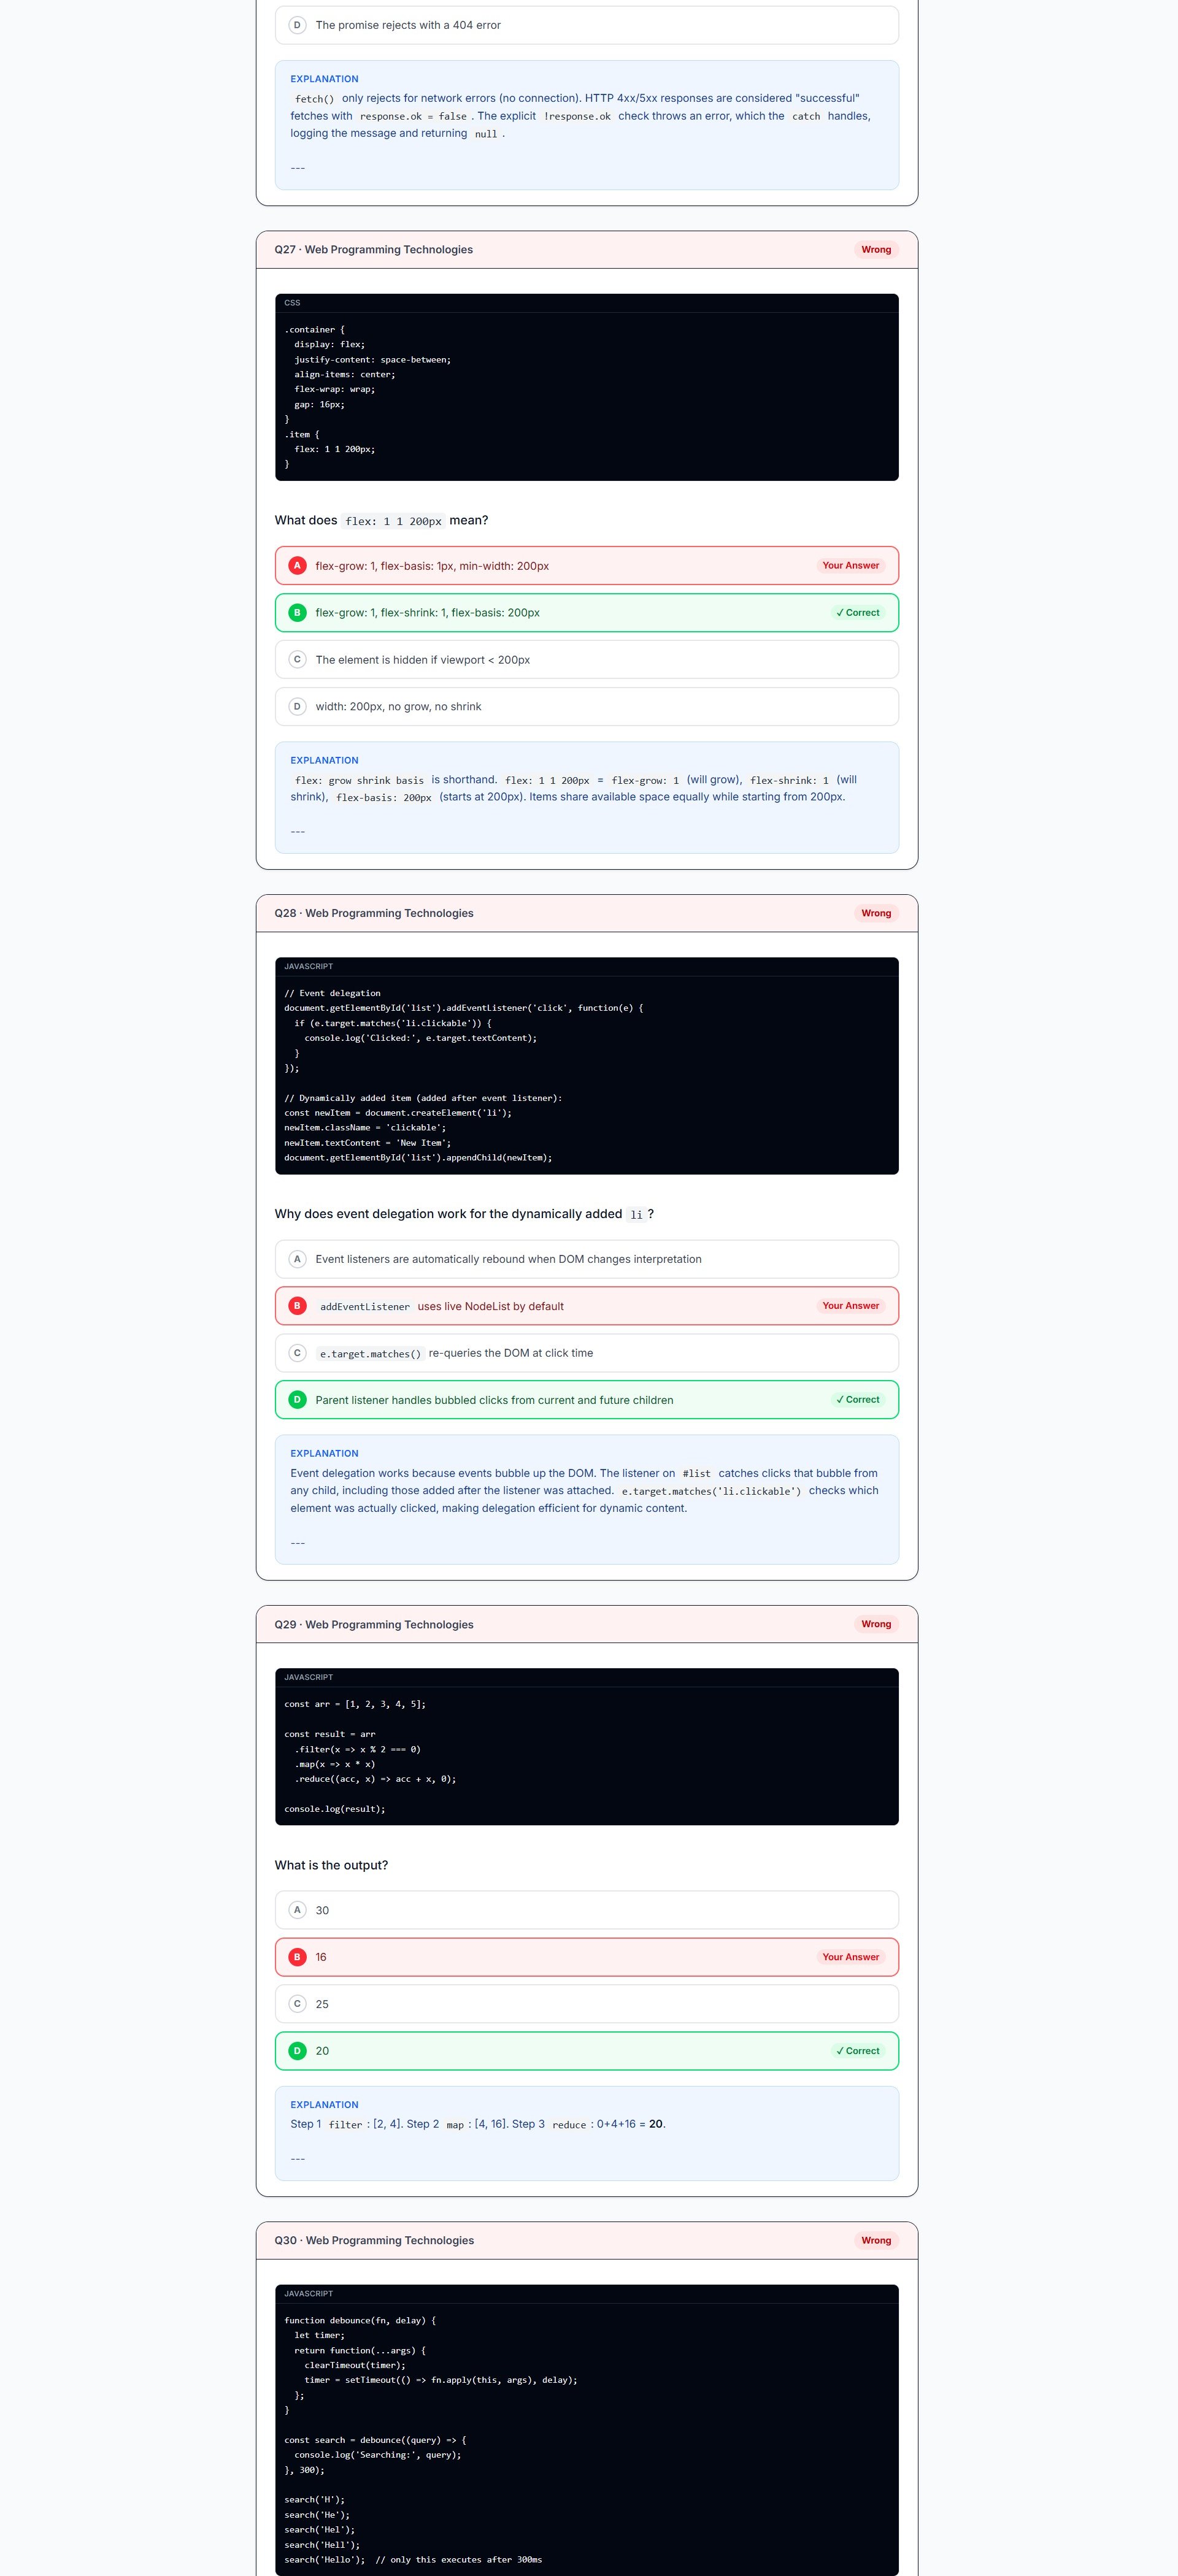 D The promise rejects with a 404 error
EXPLANATION
fetch() only rejects for network errors (no connection). HTTP 4xx/5xx responses are considered "successful"
fetches with response.ok = false . The explicit !response.ok check throws an error, which the catch handles,
logging the message and returning null .
---
Q27 · Web Programming Technologies Wrong
CSS
.container {
  display: flex;
  justify-content: space-between;
  align-items: center;
  flex-wrap: wrap;
  gap: 16px;
}
.item {
  flex: 1 1 200px;
}
What does flex: 1 1 200px mean?
A flex-grow: 1, flex-basis: 1px, min-width: 200px Your Answer
B flex-grow: 1, flex-shrink: 1, flex-basis: 200px ✓ Correct
C The element is hidden if viewport < 200px
D width: 200px, no grow, no shrink
EXPLANATION
flex: grow shrink basis is shorthand. flex: 1 1 200px = flex-grow: 1 (will grow), flex-shrink: 1 (will
shrink), flex-basis: 200px (starts at 200px). Items share available space equally while starting from 200px.
---
Q28 · Web Programming Technologies Wrong
JAVASCRIPT
// Event delegation
document.getElementById('list').addEventListener('click', function(e) {
  if (e.target.matches('li.clickable')) {
    console.log('Clicked:', e.target.textContent);
  }
});
// Dynamically added item (added after event listener):
const newItem = document.createElement('li');
newItem.className = 'clickable';
newItem.textContent = 'New Item';
document.getElementById('list').appendChild(newItem);
Why does event delegation work for the dynamically added li ?
A Event listeners are automatically rebound when DOM changes interpretation
B addEventListener uses live NodeList by default Your Answer
C e.target.matches() re-queries the DOM at click time
D Parent listener handles bubbled clicks from current and future children ✓ Correct
EXPLANATION
Event delegation works because events bubble up the DOM. The listener on #list catches clicks that bubble from
any child, including those added after the listener was attached. e.target.matches('li.clickable') checks which
element was actually clicked, making delegation efficient for dynamic content.
---
Q29 · Web Programming Technologies Wrong
JAVASCRIPT
const arr = [1, 2, 3, 4, 5];
const result = arr
  .filter(x => x % 2 === 0)
  .map(x => x * x)
  .reduce((acc, x) => acc + x, 0);
console.log(result);
What is the output?
A 30
B 16 Your Answer
C 25
D 20 ✓ Correct
EXPLANATION
Step 1 filter : [2, 4]. Step 2 map : [4, 16]. Step 3 reduce : 0+4+16 = 20.
---
Q30 · Web Programming Technologies Wrong
JAVASCRIPT
function debounce(fn, delay) {
  let timer;
  return function(...args) {
    clearTimeout(timer);
    timer = setTimeout(() => fn.apply(this, args), delay);
  };
}
const search = debounce((query) => {
  console.log('Searching:', query);
}, 300);
search('H');
search('He');
search('Hel');
search('Hell');
search('Hello');  // only this executes after 300ms